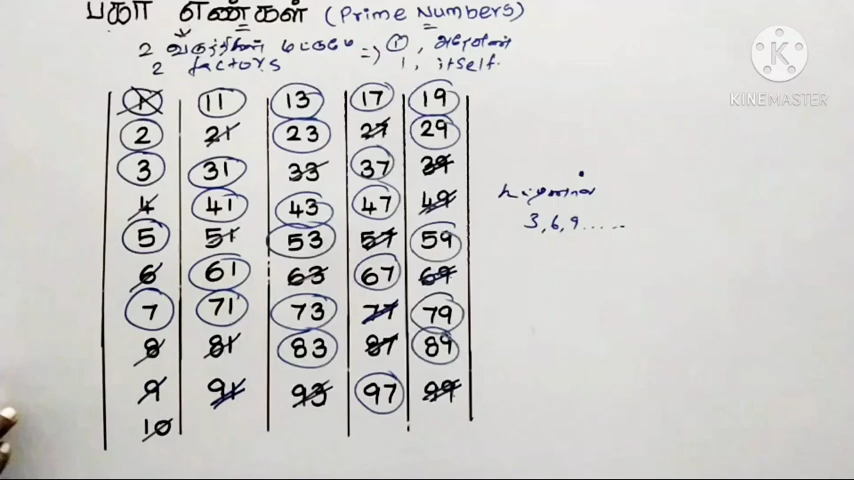 பகா எண்கள் (Prime Numbers)
2 வகுத்திகள் மட்டுமே => 1,
2 factors 1, itself.
K
KINEMASTER
1 11 13 17 19
2 21 23 27 29
3 31 33 37 39
4 41 43 47 49
5 51 53 57 59
6 61 63 67 69
7 71 73 77 79
8 81 83 87 89
9 91 93 97 99
10
3, 6, 9......